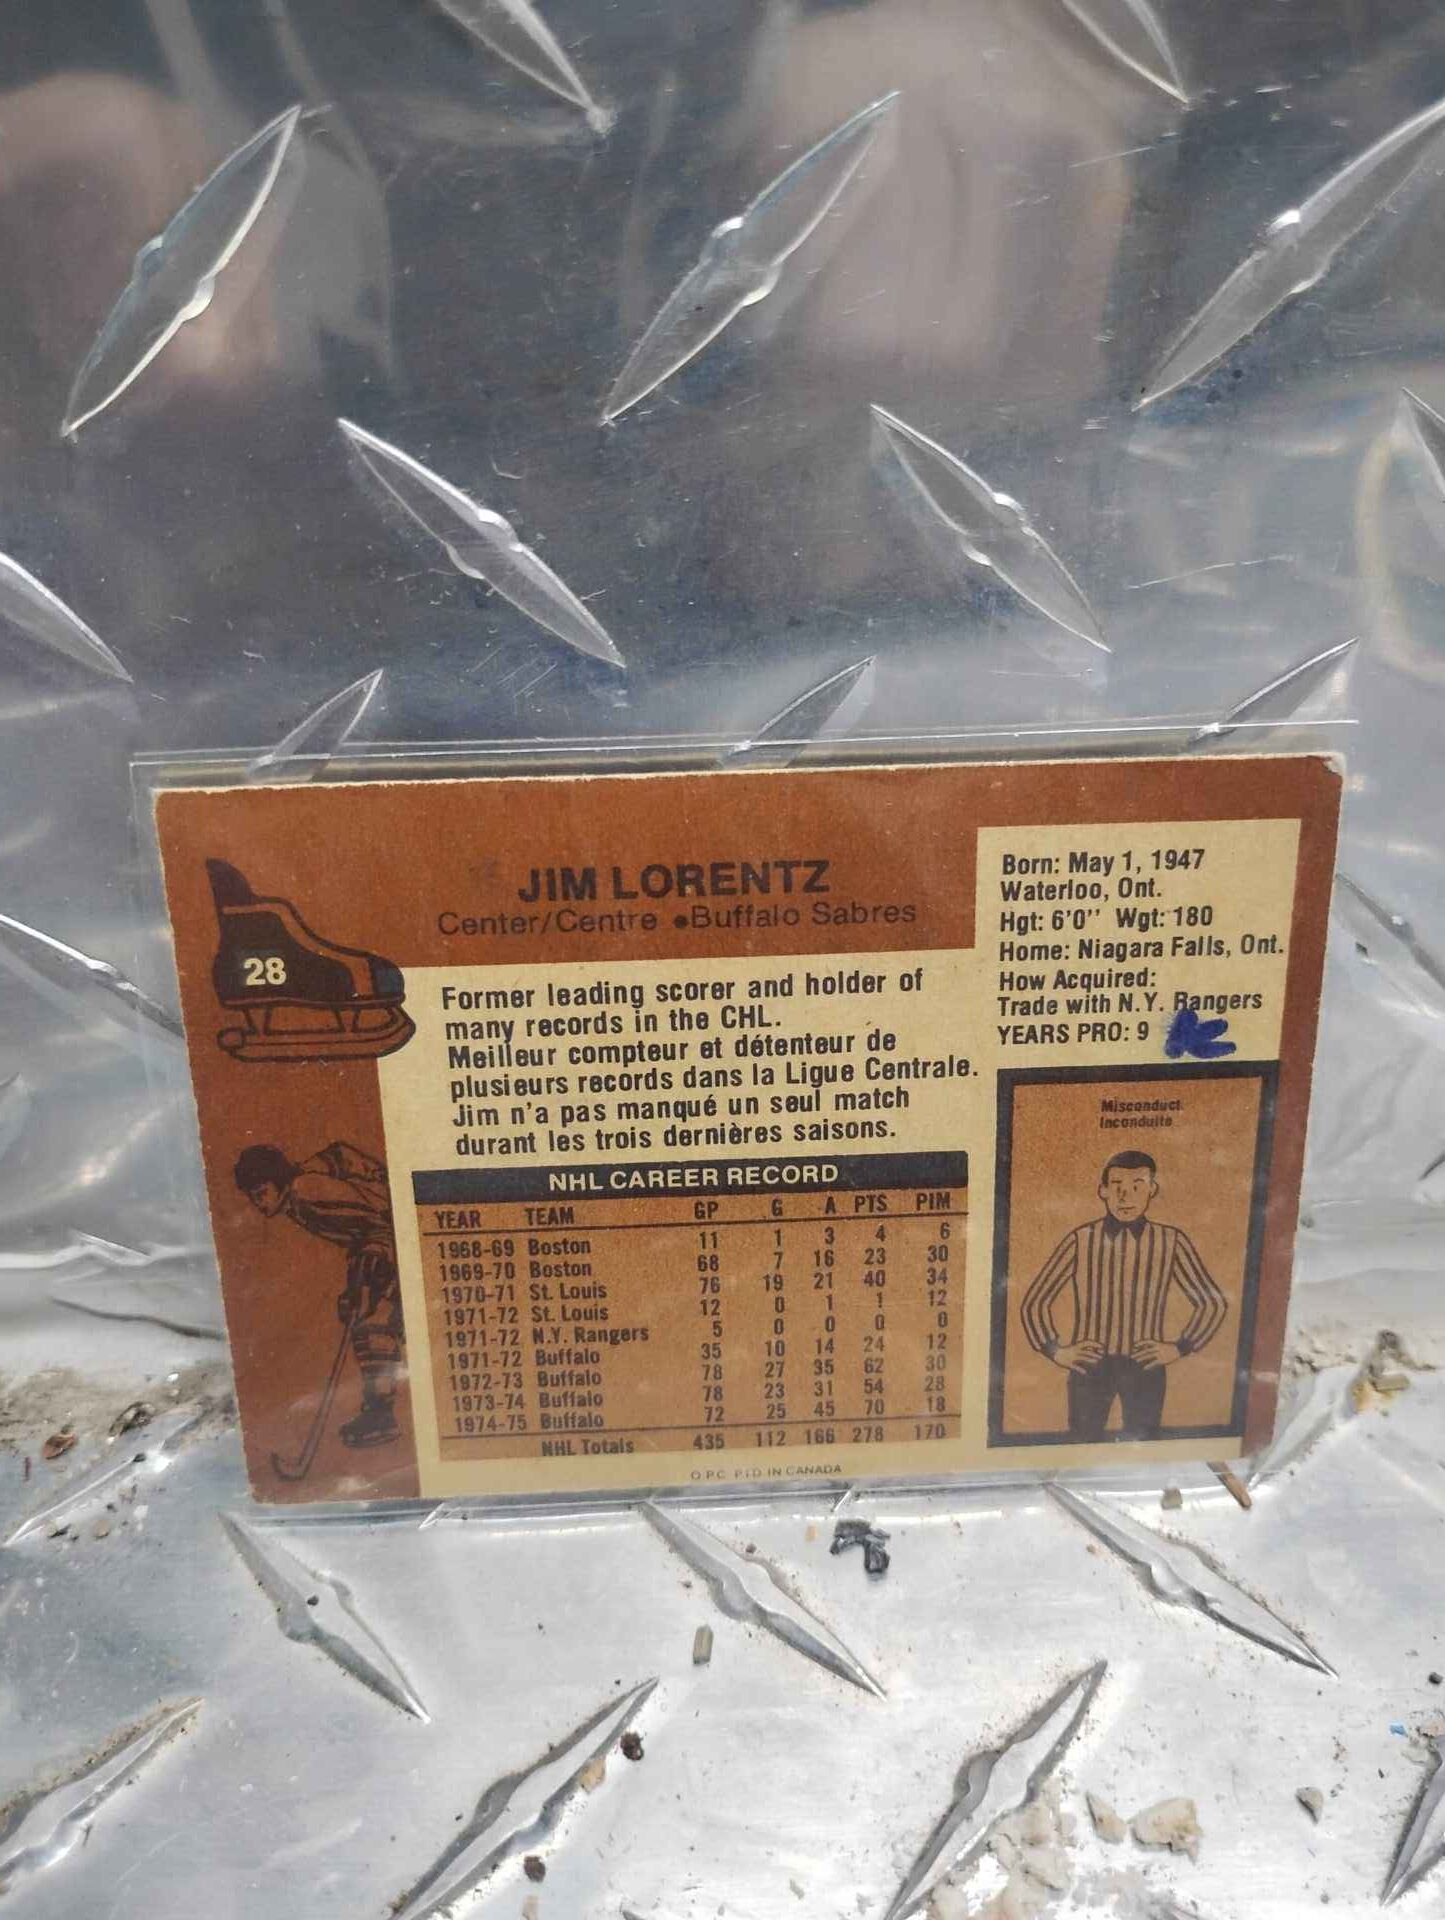 JIM LORENTZ
Center/Centre • Buffalo Sabres
28
Former leading scorer and holder of
many records in the CHL.
Meilleur compteur et détenteur de
plusieurs records dans la Ligue Centrale.
Jim n'a pas manqué un seul match
durant les trois dernières saisons.
Born: May 1, 1947
Waterloo, Ont.
Hgt: 6'0'' Wgt: 180
Home: Niagara Falls, Ont.
How Acquired:
Trade with N.Y. Rangers
YEARS PRO: 9
Misconduct
Inconduite
NHL CAREER RECORD
YEAR TEAM GP G A PTS PIM
1968-69 Boston 11 1 3 4 6
1969-70 Boston 68 7 16 23 30
1970-71 St. Louis 76 19 21 40 34
1971-72 St. Louis 12 0 1 1 12
1971-72 N.Y. Rangers 5 0 0 0 0
1971-72 Buffalo 35 10 14 24 12
1972-73 Buffalo 78 27 35 62 30
1973-74 Buffalo 78 23 31 54 28
1974-75 Buffalo 72 25 45 70 18
NHL Totals 435 112 166 278 170
O.P.C. PTD. IN CANADA